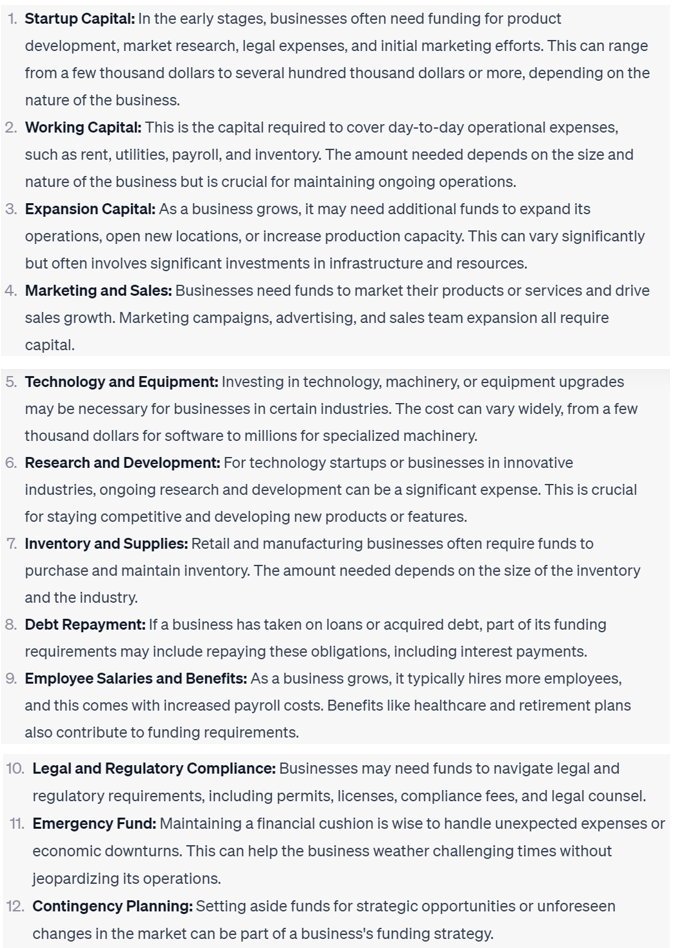 1. Startup Capital: In the early stages, businesses often need funding for product
development, market research, legal expenses, and initial marketing efforts. This can range
from a few thousand dollars to several hundred thousand dollars or more, depending on the
nature of the business.
2. Working Capital: This is the capital required to cover day-to-day operational expenses,
such as rent, utilities, payroll, and inventory. The amount needed depends on the size and
nature of the business but is crucial for maintaining ongoing operations.
3. Expansion Capital: As a business grows, it may need additional funds to expand its
operations, open new locations, or increase production capacity. This can vary significantly
but often involves significant investments in infrastructure and resources.
4. Marketing and Sales: Businesses need funds to market their products or services and drive
sales growth. Marketing campaigns, advertising, and sales team expansion all require
capital.
5. Technology and Equipment: Investing in technology, machinery, or equipment upgrades
may be necessary for businesses in certain industries. The cost can vary widely, from a few
thousand dollars for software to millions for specialized machinery.
6. Research and Development: For technology startups or businesses in innovative
industries, ongoing research and development can be a significant expense. This is crucial
for staying competitive and developing new products or features.
7. Inventory and Supplies: Retail and manufacturing businesses often require funds to
purchase and maintain inventory. The amount needed depends on the size of the inventory
and the industry.
8. Debt Repayment: If a business has taken on loans or acquired debt, part of its funding
requirements may include repaying these obligations, including interest payments.
9. Employee Salaries and Benefits: As a business grows, it typically hires more employees,
and this comes with increased payroll costs. Benefits like healthcare and retirement plans
also contribute to funding requirements.
10. Legal and Regulatory Compliance: Businesses may need funds to navigate legal and
regulatory requirements, including permits, licenses, compliance fees, and legal counsel.
11. Emergency Fund: Maintaining a financial cushion is wise to handle unexpected expenses or
economic downturns. This can help the business weather challenging times without
jeopardizing its operations.
12. Contingency Planning: Setting aside funds for strategic opportunities or unforeseen
changes in the market can be part of a business's funding strategy.